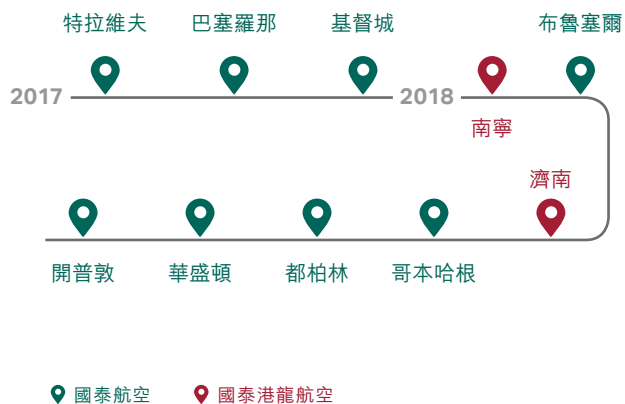 特拉維夫 巴塞羅那 基督城 布魯塞爾
2017 2018
南寧
濟南
開普敦 華盛頓 都柏林 哥本哈根
國泰航空 國泰港龍航空